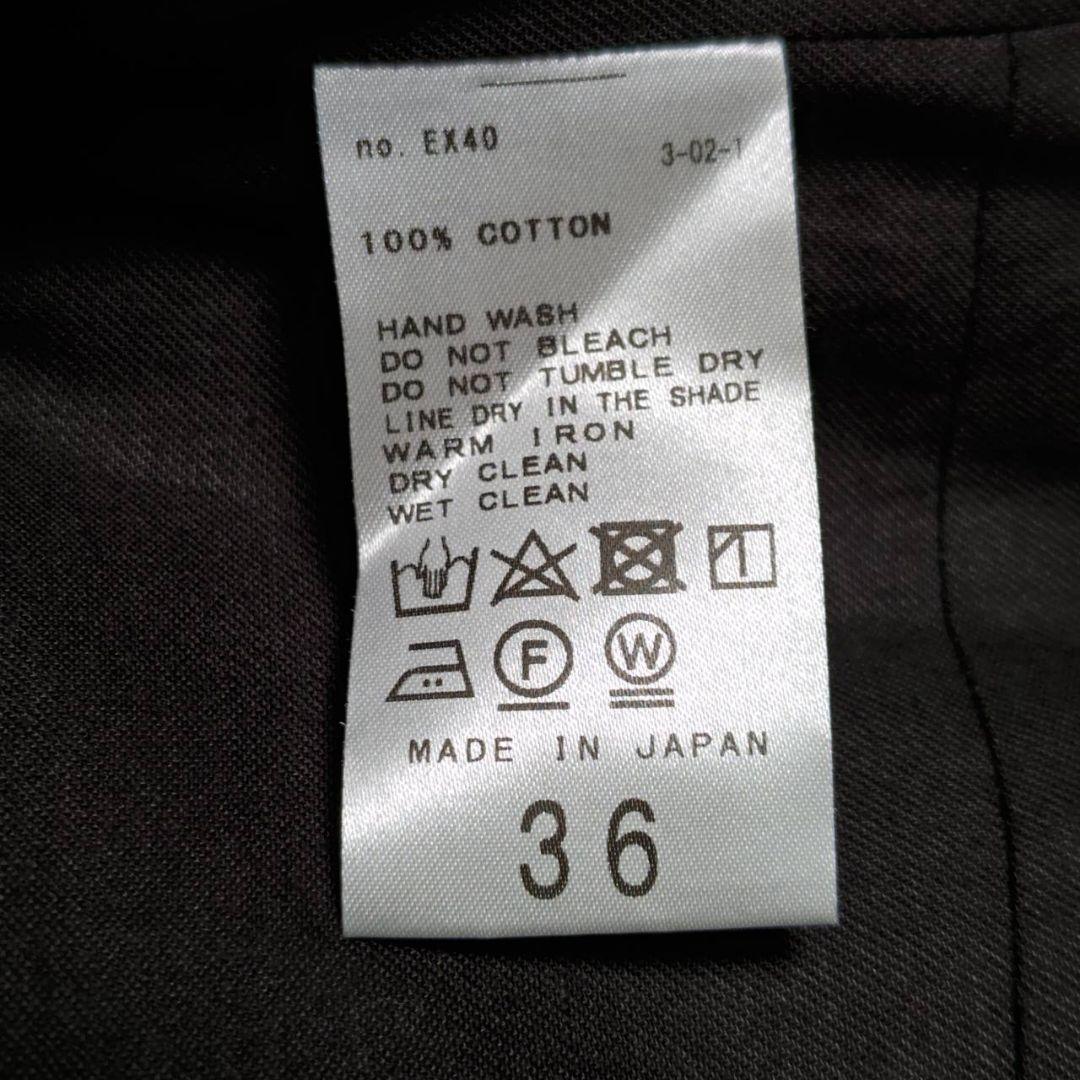 no. EX40 3-02-1
100% COTTON
HAND WASH
DO NOT BLEACH
DO NOT TUMBLE DRY
LINE DRY IN THE SHADE
WARM IRON
DRY CLEAN
WET CLEAN
F W
MADE IN JAPAN
36